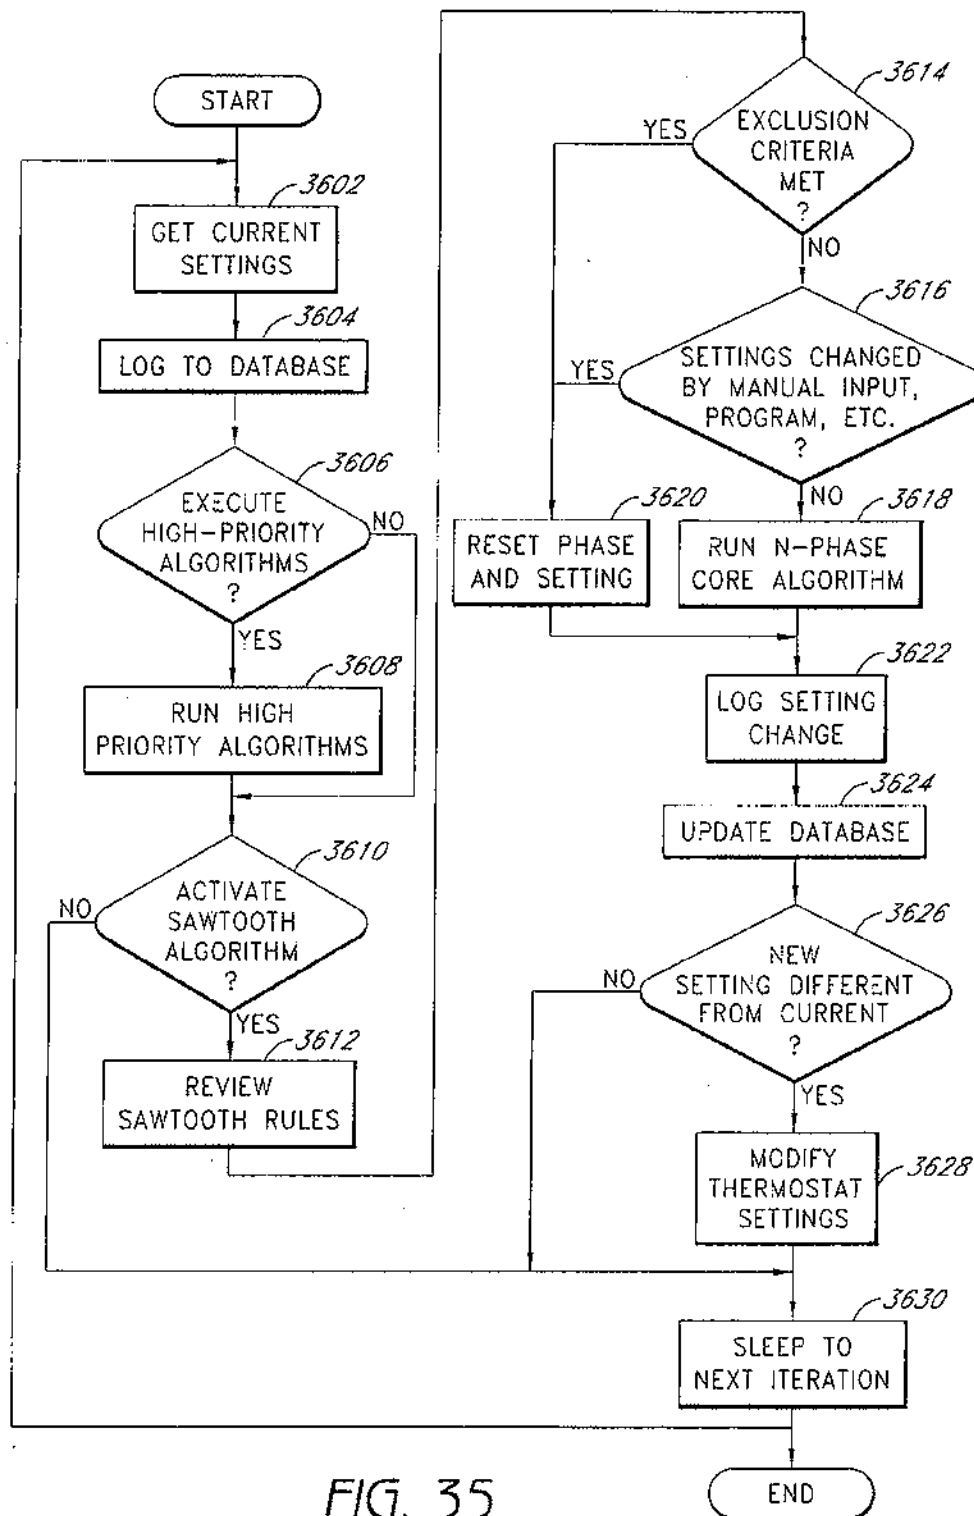 START
3602
GET CURRENT
SETTINGS
3604
LOG TO DATABASE
3606
EXECUTE
HIGH-PRIORITY
ALGORITHMS
?
NO
YES
3608
RUN HIGH
PRIORITY ALGORITHMS
3610
ACTIVATE
SAWTOOTH
ALGORITHM
?
NO
YES
3612
REVIEW
SAWTOOTH RULES
3614
EXCLUSION
CRITERIA
MET
?
YES
NO
3616
SETTINGS CHANGED
BY MANUAL INPUT,
PROGRAM, ETC.
?
YES
NO
3620
RESET PHASE
AND SETTING
3618
RUN N-PHASE
CORE ALGORITHM
3622
LOG SETTING
CHANGE
3624
UPDATE DATABASE
3626
NEW
SETTING DIFFERENT
FROM CURRENT
?
NO
YES
MODIFY
THERMOSTAT
SETTINGS
3628
3630
SLEEP TO
NEXT ITERATION
END
FIG. 35